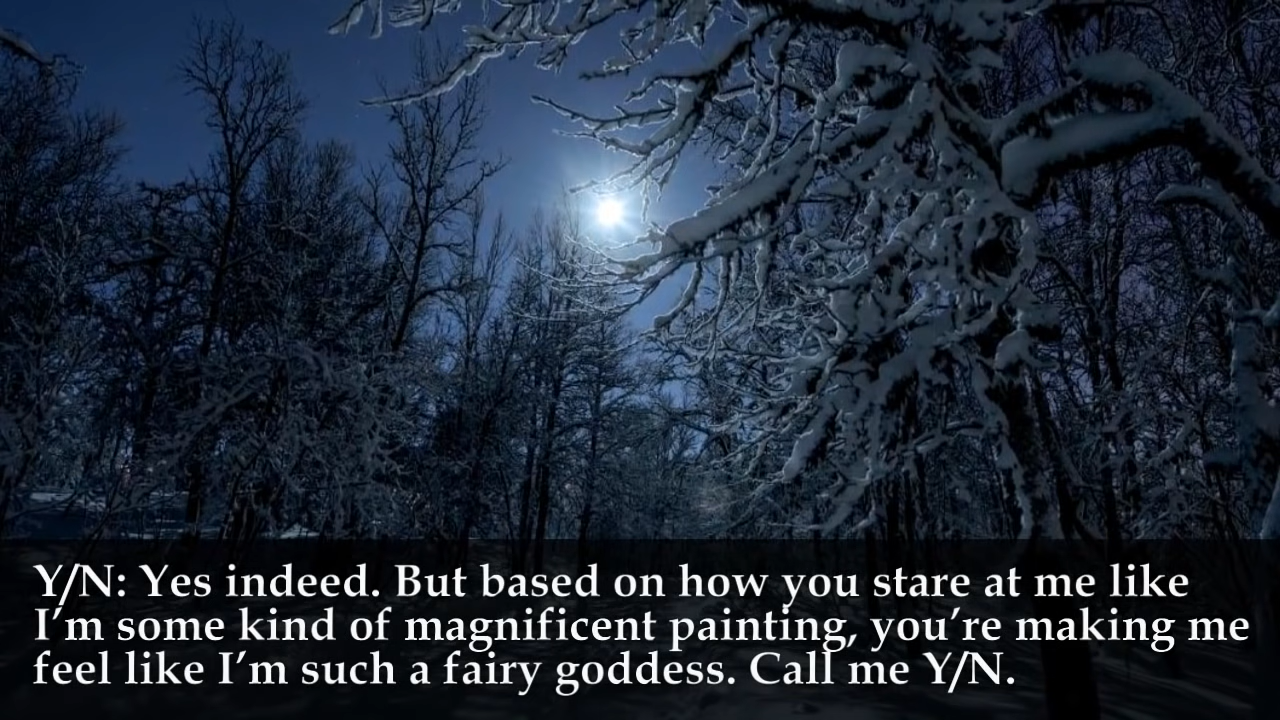 Y/N: Yes indeed. But based on how you stare at me like
I’m some kind of magnificent painting, you’re making me
feel like I’m such a fairy goddess. Call me Y/N.